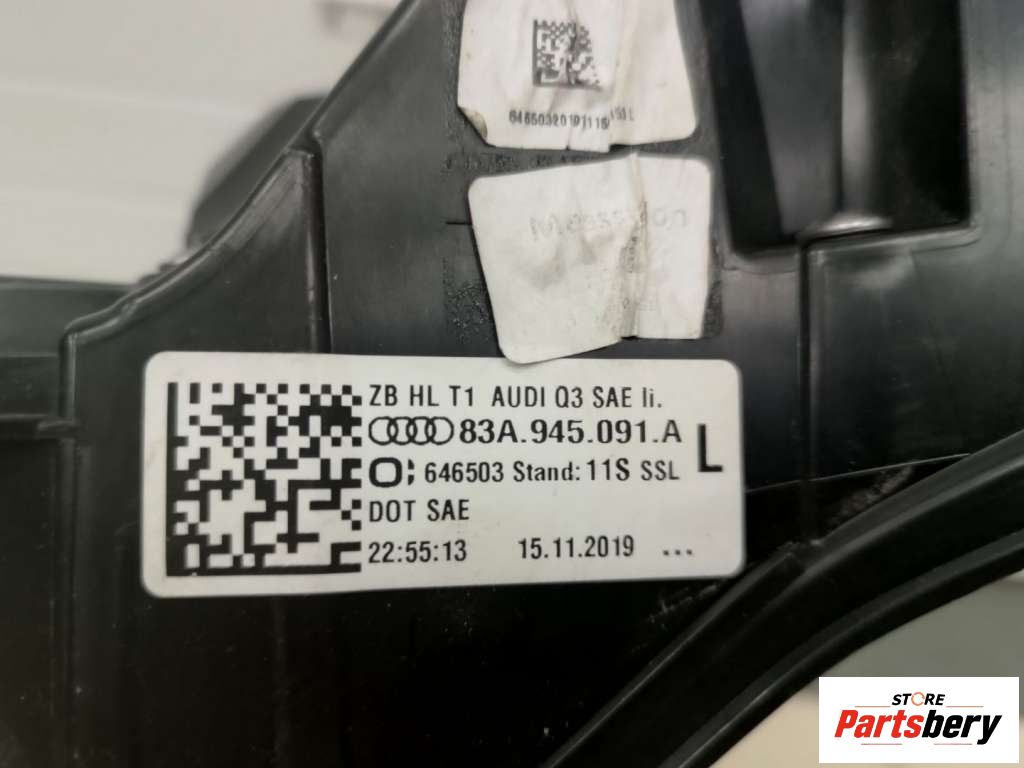 ZB HL T1 AUDI Q3 SAE li.
83A.945.091.A
L
646503 Stand: 11S SSL
DOT SAE
22:55:13 15.11.2019 ...
STORE
Partsbery